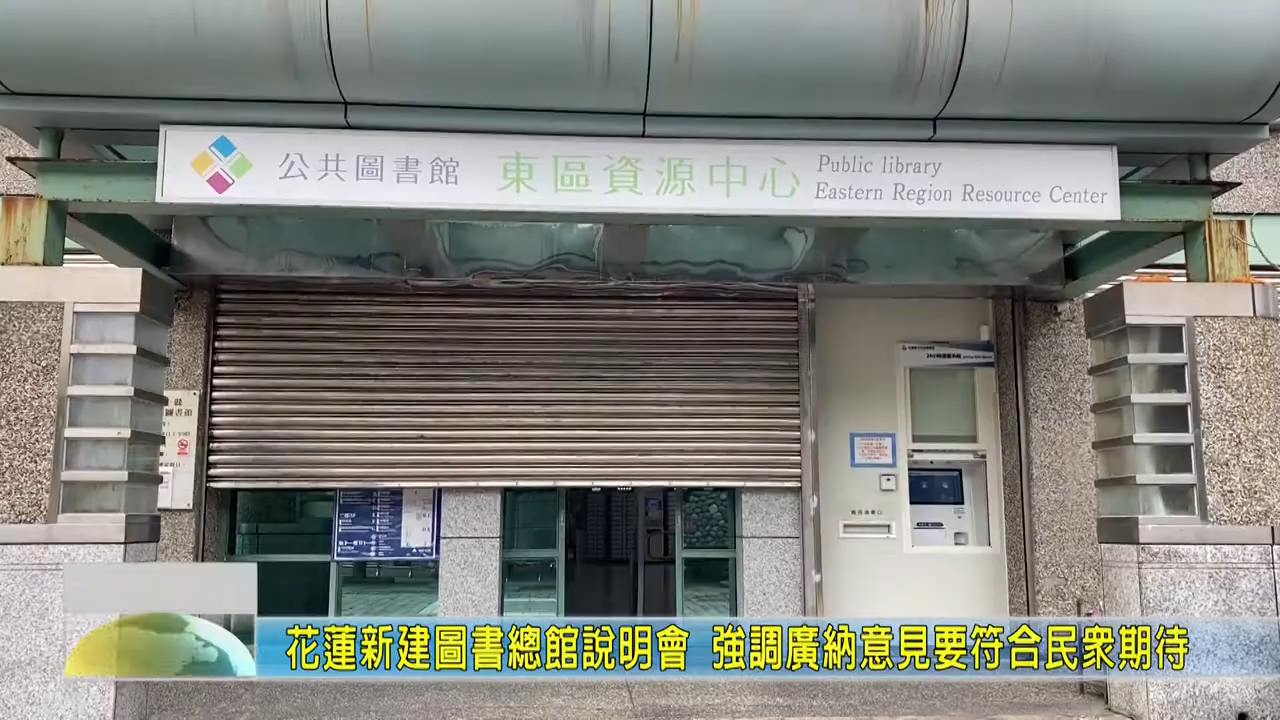 公共圖書館 東區資源中心 Public library
Eastern Region Resource Center
花蓮新建圖書總館說明會 強調廣納意見要符合民眾期待